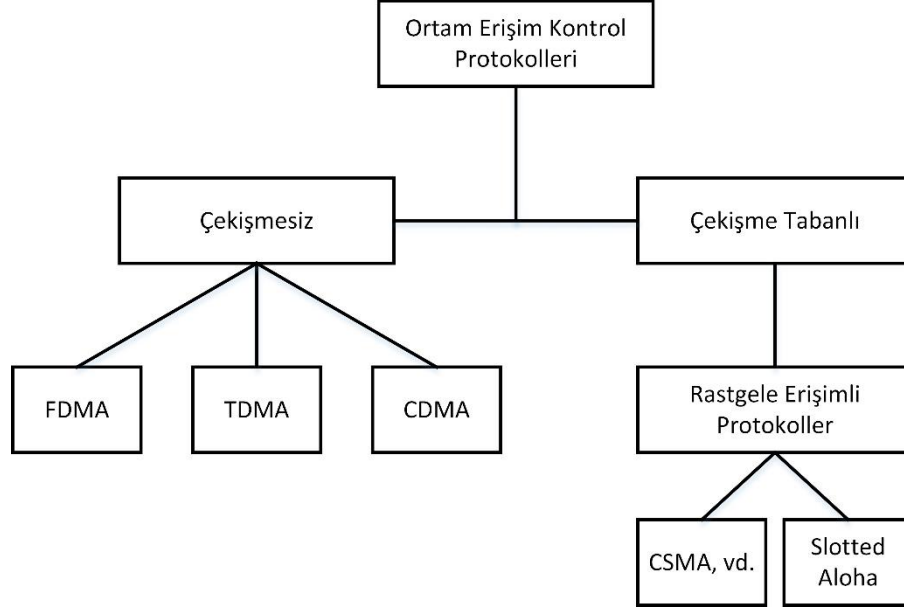 Ortam Erişim Kontrol
Protokolleri
Çekişmesiz
Çekişme Tabanlı
FDMA
TDMA
CDMA
Rastgele Erişimli
Protokoller
CSMA, vd.
Slotted
Aloha